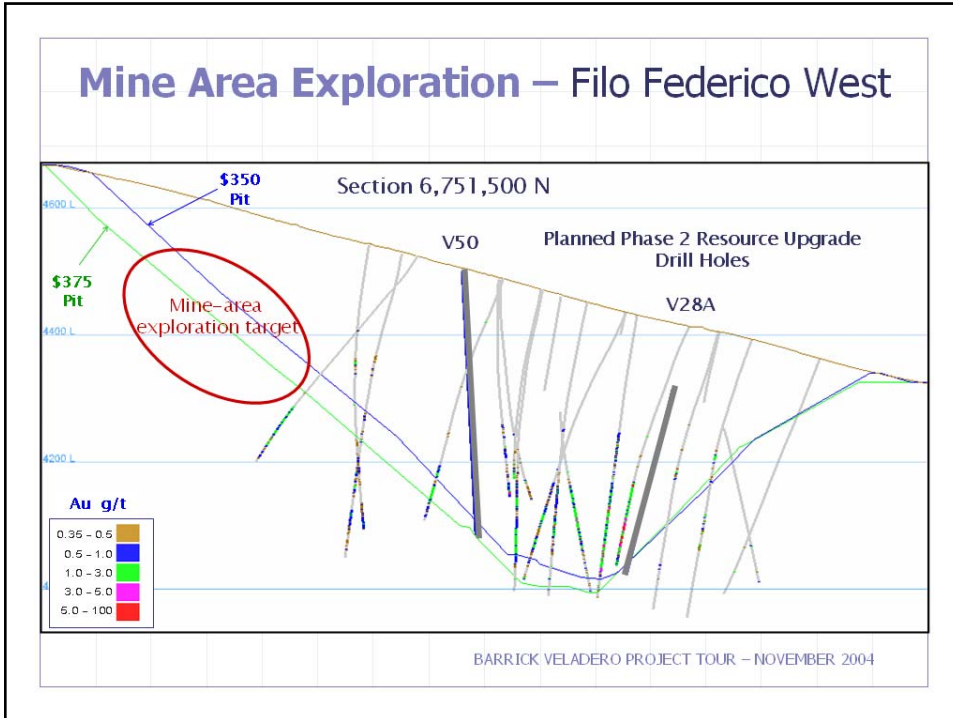 Mine Area Exploration – Filo Federico West
$350
Pit
Section 6,751,500 N
4600 L
V50
Planned Phase 2 Resource Upgrade
Drill Holes
$375
Pit
V28A
Mine-area
exploration target
4400 L
4200 L
Au g/t
0.35 - 0.5
0.5 - 1.0
1.0 - 3.0
3.0 - 5.0
5.0 - 100
BARRICK VELADERO PROJECT TOUR – NOVEMBER 2004